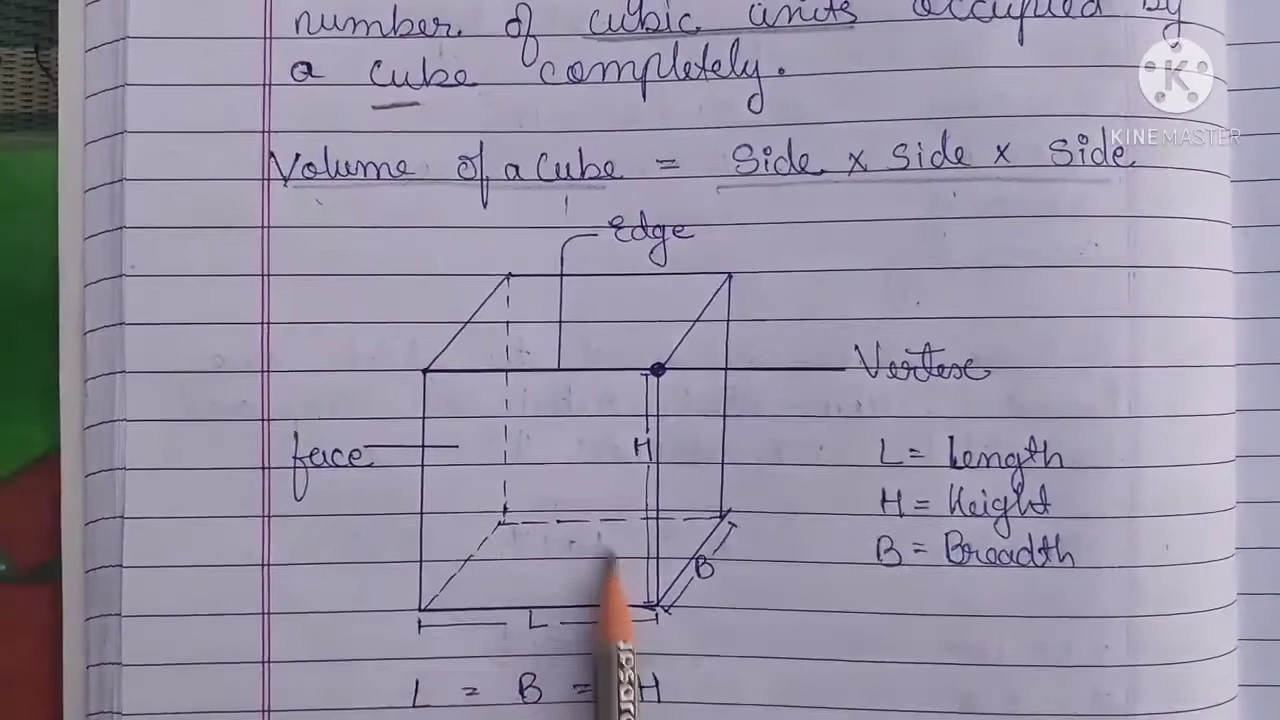 number of cubic units occupied by
a cube completely.
KINEMASTER
Volume of a Cube = Side x Side x Side
Edge
Vertex
face
H
L = Length
H = Height
B = Breadth
B
L
L = B = H